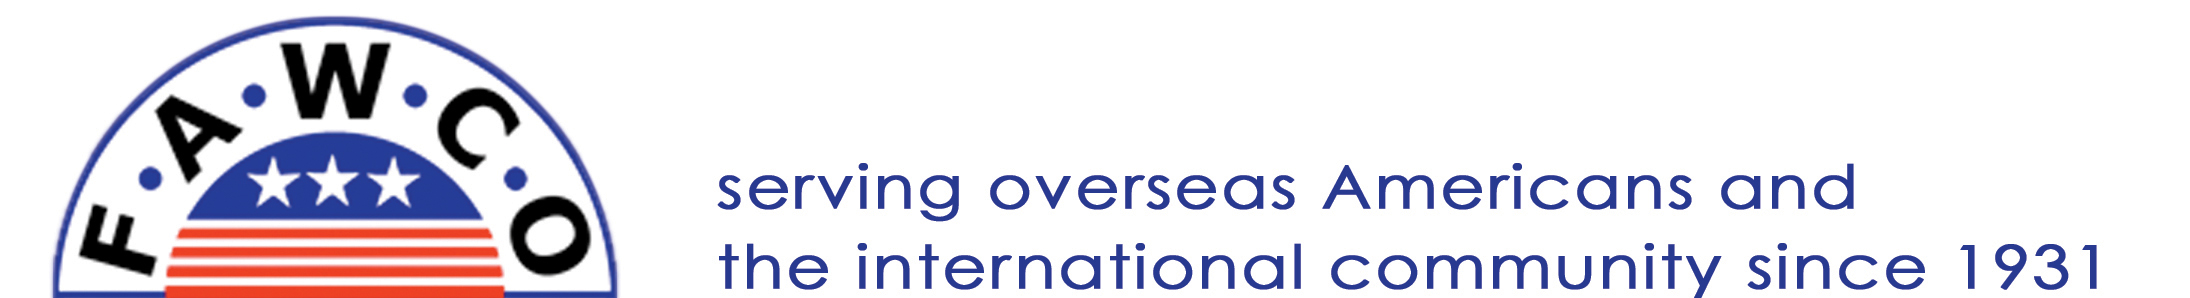 F·A·W·C·O
serving overseas Americans and
the international community since 1931